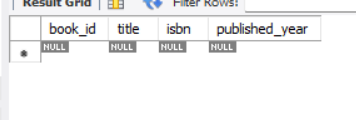 Result Grid Filter Rows:
book_id title isbn published_year
NULL NULL NULL NULL